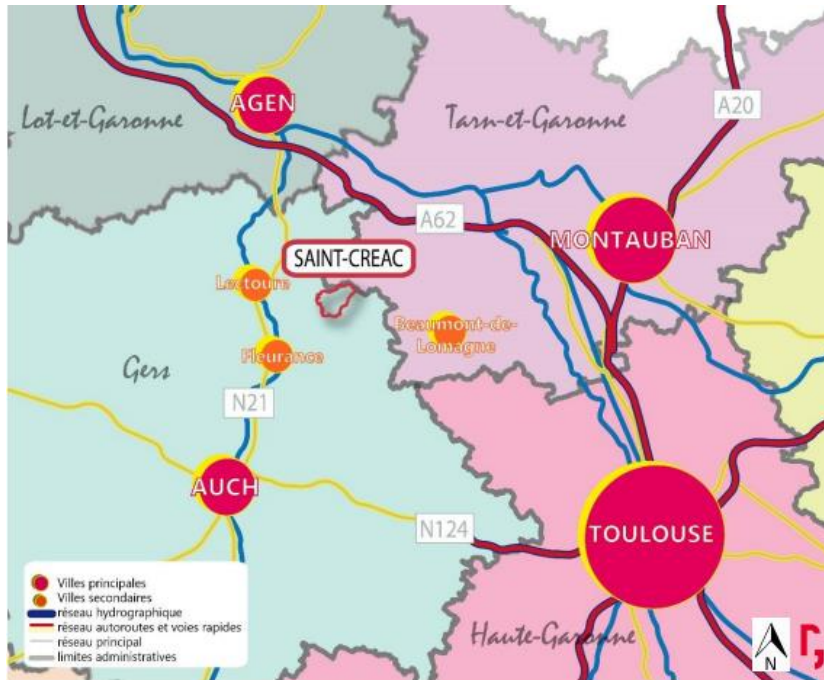 AGEN
Lot-et-Garonne
Tarn-et-Garonne
A20
A62
MONTAUBAN
SAINT-CREAC
Lectoure
Beaumont-de-
Lomagne
Fleurance
Gers
N21
AUCH
N124
TOULOUSE
Haute-Garonne
Villes principales
Villes secondaires
réseau hydrographique
réseau autoroutes et voies rapides
réseau principal
limites administratives
N